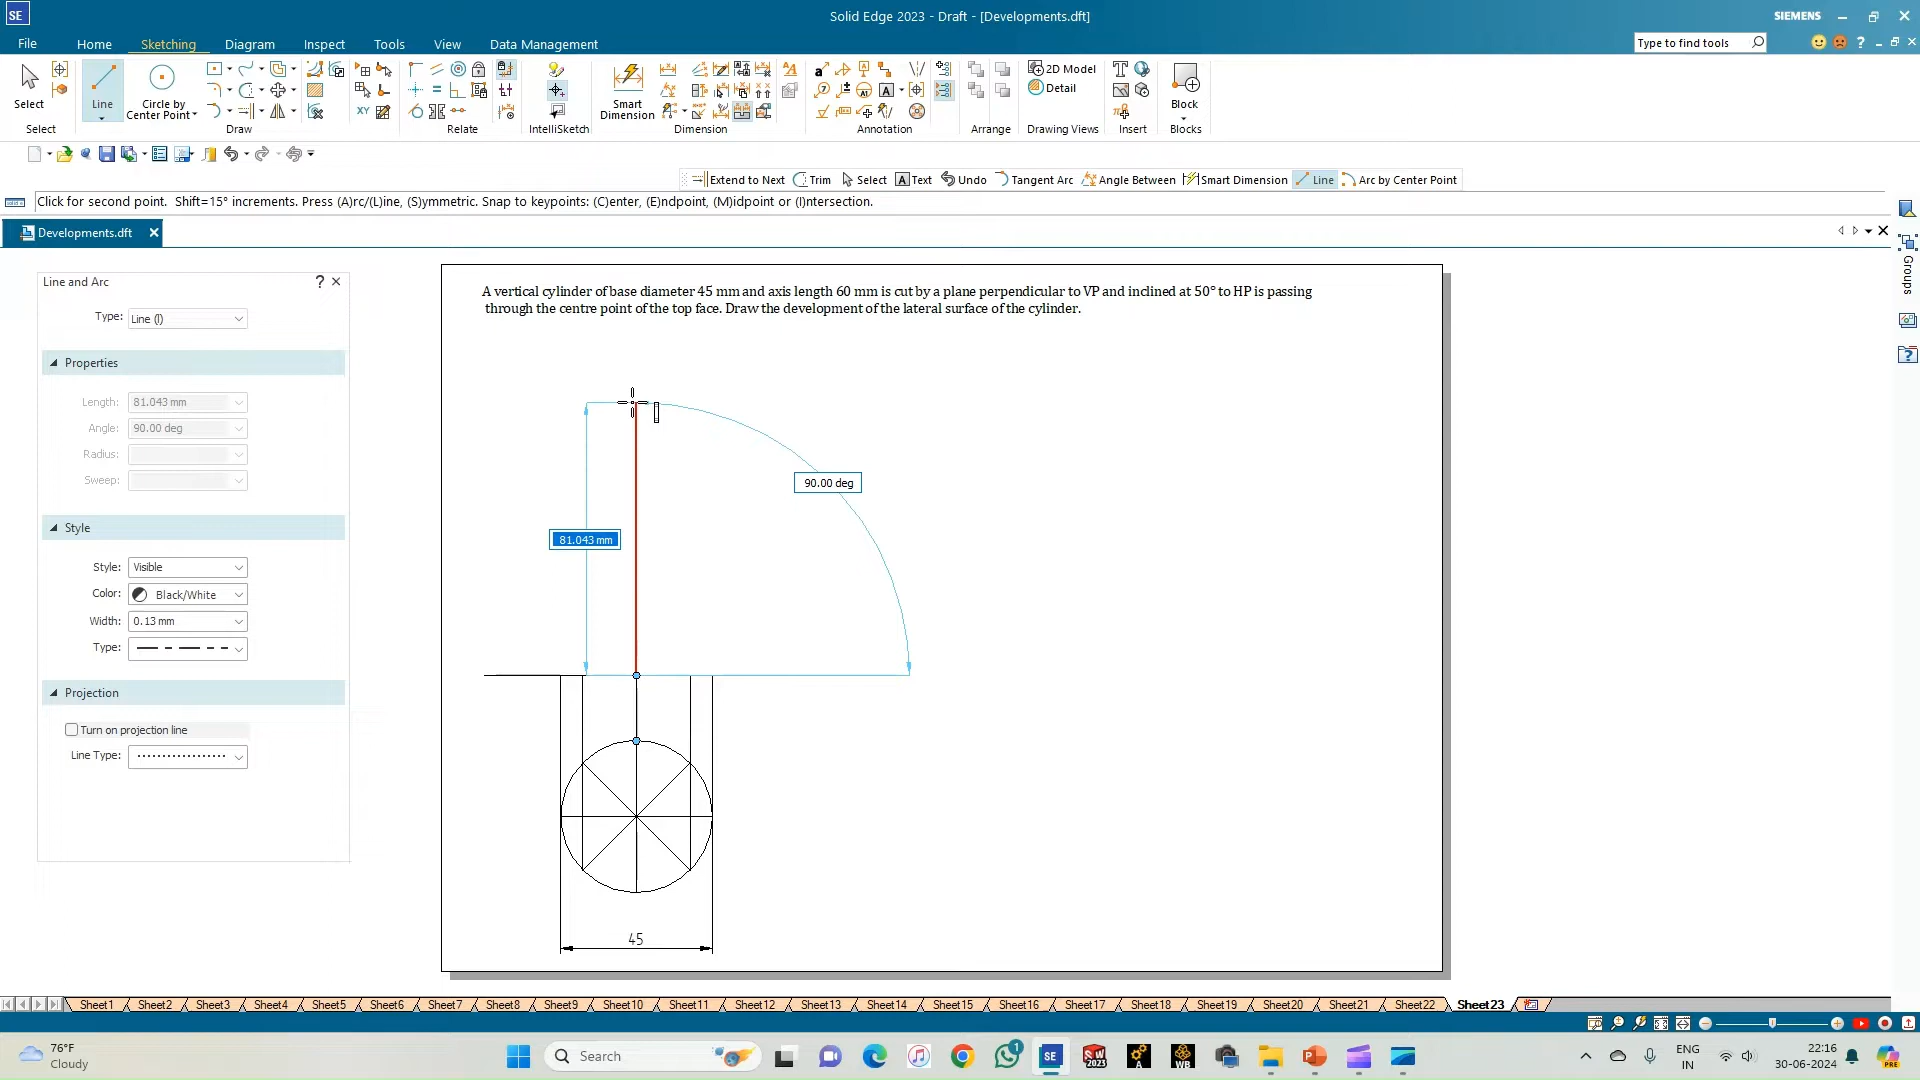 SE
Solid Edge 2023 - Draft - [Developments.dft]
SIEMENS
File Home Sketching Diagram Inspect Tools View Data Management
Type to find tools
Select
Line
Circle by
Center Point
XY
Smart
Dimension
2D Model
Detail
Block
Select Draw Relate IntelliSketch Dimension Annotation Arrange Drawing Views Insert Blocks
Extend to Next Trim Select Text Undo Tangent Arc Angle Between Smart Dimension Line Arc by Center Point
Click for second point. Shift=15° increments. Press (A)rc/(L)ine, (S)ymmetric. Snap to keypoints: (C)enter, (E)ndpoint, (M)idpoint or (I)ntersection.
Developments.dft
Groups
Line and Arc
Type: Line (l)
Properties
Length: 81.043 mm
Angle: 90.00 deg
Radius:
Sweep:
Style
Style: Visible
Color: Black/White
Width: 0.13 mm
Type:
Projection
Turn on projection line
Line Type:
A vertical cylinder of base diameter 45 mm and axis length 60 mm is cut by a plane perpendicular to VP and inclined at 50° to HP is passing
through the centre point of the top face. Draw the development of the lateral surface of the cylinder.
90.00 deg
81.043 mm
45
Sheet1 Sheet2 Sheet3 Sheet4 Sheet5 Sheet6 Sheet7 Sheet8 Sheet9 Sheet10 Sheet11 Sheet12 Sheet13 Sheet14 Sheet15 Sheet16 Sheet17 Sheet18 Sheet19 Sheet20 Sheet21 Sheet22 Sheet23
76°F
Cloudy
Search
1
SE
SW
2023
A
WB
ENG
IN
22:16
30-06-2024
PRE